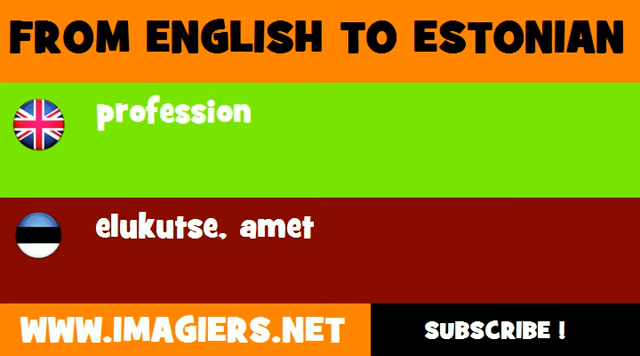 FROM ENGLISH TO ESTONIAN
profession
elukutse, amet
WWW.IMAGIERS.NET
SUBSCRIBE !